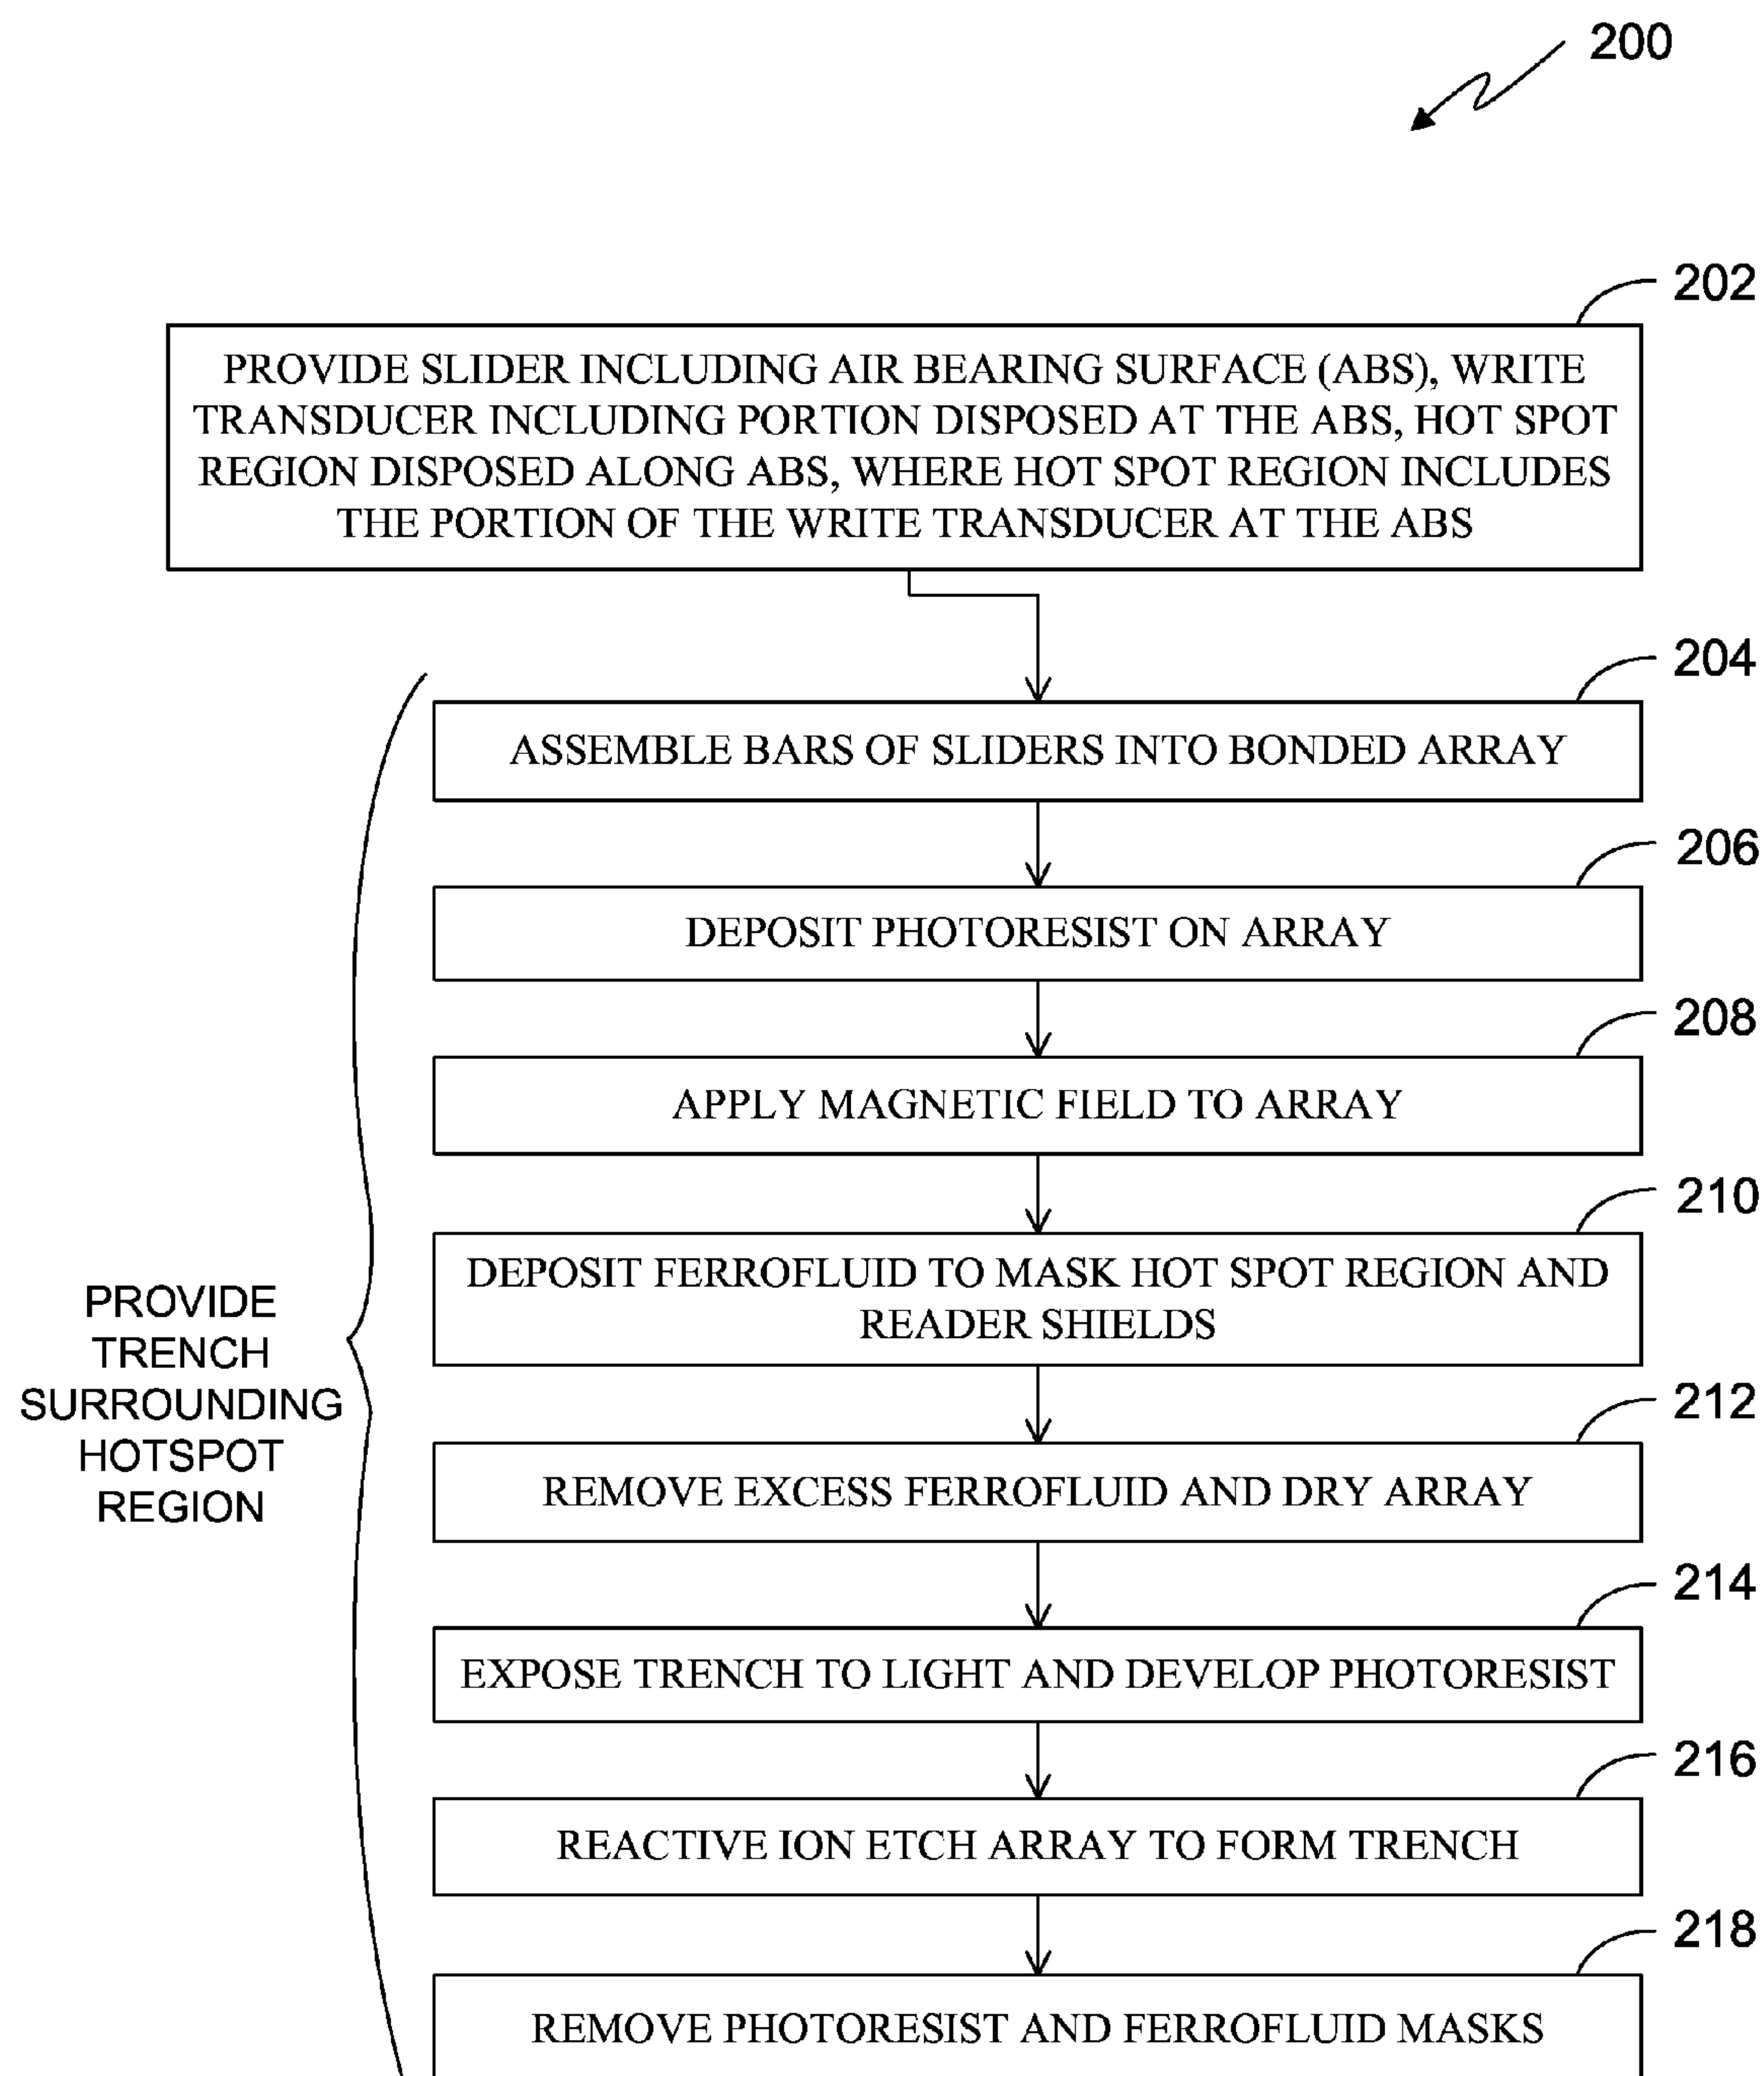 200
202
PROVIDE SLIDER INCLUDING AIR BEARING SURFACE (ABS), WRITE
TRANSDUCER INCLUDING PORTION DISPOSED AT THE ABS, HOT SPOT
REGION DISPOSED ALONG ABS, WHERE HOT SPOT REGION INCLUDES
THE PORTION OF THE WRITE TRANSDUCER AT THE ABS
204
ASSEMBLE BARS OF SLIDERS INTO BONDED ARRAY
206
DEPOSIT PHOTORESIST ON ARRAY
208
APPLY MAGNETIC FIELD TO ARRAY
210
DEPOSIT FERROFLUID TO MASK HOT SPOT REGION AND
READER SHIELDS
PROVIDE
TRENCH
SURROUNDING
HOTSPOT
REGION
212
REMOVE EXCESS FERROFLUID AND DRY ARRAY
214
EXPOSE TRENCH TO LIGHT AND DEVELOP PHOTORESIST
216
REACTIVE ION ETCH ARRAY TO FORM TRENCH
218
REMOVE PHOTORESIST AND FERROFLUID MASKS